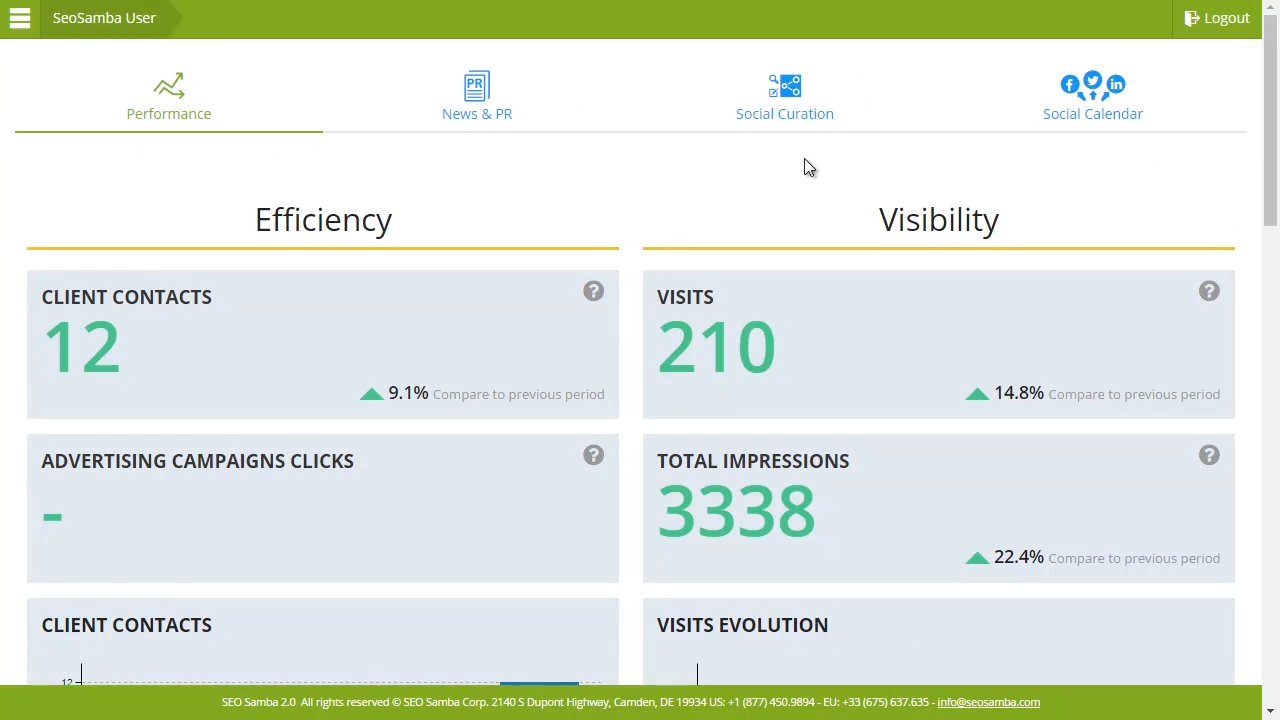 SeoSamba User
Logout
Performance
PR
News & PR
Social Curation
Social Calendar
Efficiency
Visibility
CLIENT CONTACTS
12
9.1% Compare to previous period
VISITS
210
14.8% Compare to previous period
ADVERTISING CAMPAIGNS CLICKS
-
TOTAL IMPRESSIONS
3338
22.4% Compare to previous period
CLIENT CONTACTS
12
VISITS EVOLUTION
SEO Samba 2.0 All rights reserved © SEO Samba Corp. 2140 S Dupont Highway, Camden, DE 19934 US: +1 (877) 450.9894 - EU: +33 (675) 637.635 - info@seosamba.com